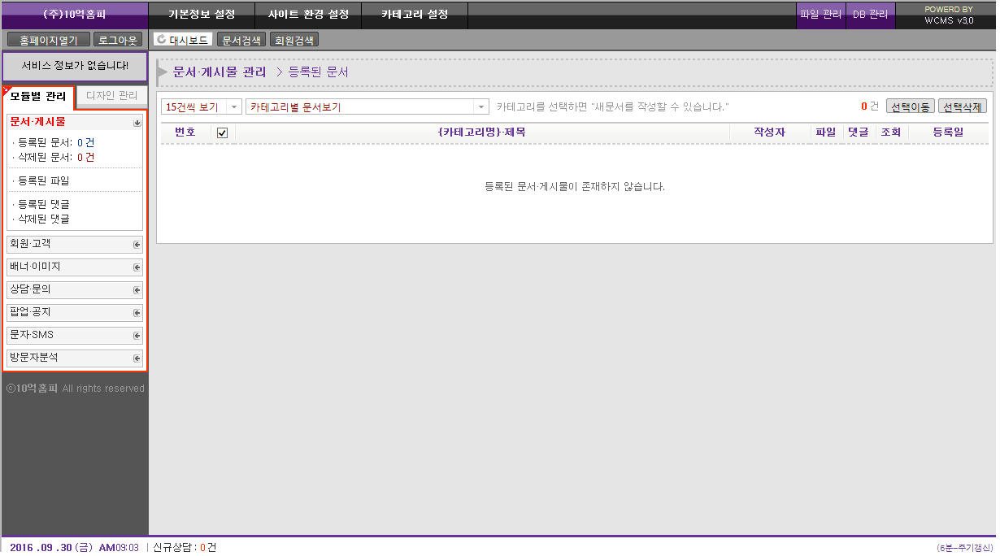 (주)10억홈피 기본정보 설정 사이트 환경 설정 카테고리 설정 파일 관리 DB 관리 POWERD BY
WCMS v3.0
홈페이지열기 로그아웃 대시보드 문서검색 회원검색
서비스 정보가 없습니다!
문서·게시물 관리 > 등록된 문서
모듈별 관리 디자인 관리
15건씩 보기 카테고리별 문서보기 카테고리를 선택하면 "새문서를 작성할 수 있습니다." 0 건 선택이동 선택삭제
문서·게시물
· 등록된 문서: 0 건
· 삭제된 문서: 0 건
· 등록된 파일
· 등록된 댓글
· 삭제된 댓글
번호 {카테고리명}·제목 작성자 파일 댓글 조회 등록일
등록된 문서·게시물이 존재하지 않습니다.
회원·고객
배너·이미지
상담·문의
팝업·공지
문자·SMS
방문자분석
ⓒ10억홈피 All rights reserved
2016 .09 .30 (금) AM09:03 | 신규상담 : 0 건 (6분-주기갱신)